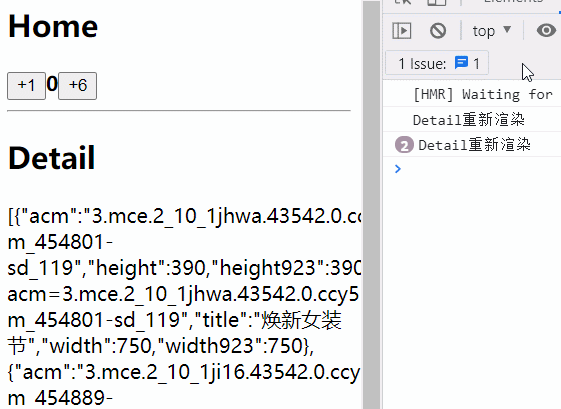 Home
+1 0 +6
Detail
[{"acm":"3.mce.2_10_1jhwa.43542.0.cc
m_454801-
sd_119","height":390,"height923":390
acm=3.mce.2_10_1jhwa.43542.0.ccy5
m_454801-sd_119","title":"焕新女装
节","width":750,"width923":750},
{"acm":"3.mce.2_10_1ji16.43542.0.ccy
m_454889-
top
1 Issue: 1
[HMR] Waiting for
Detail重新渲染
2 Detail重新渲染